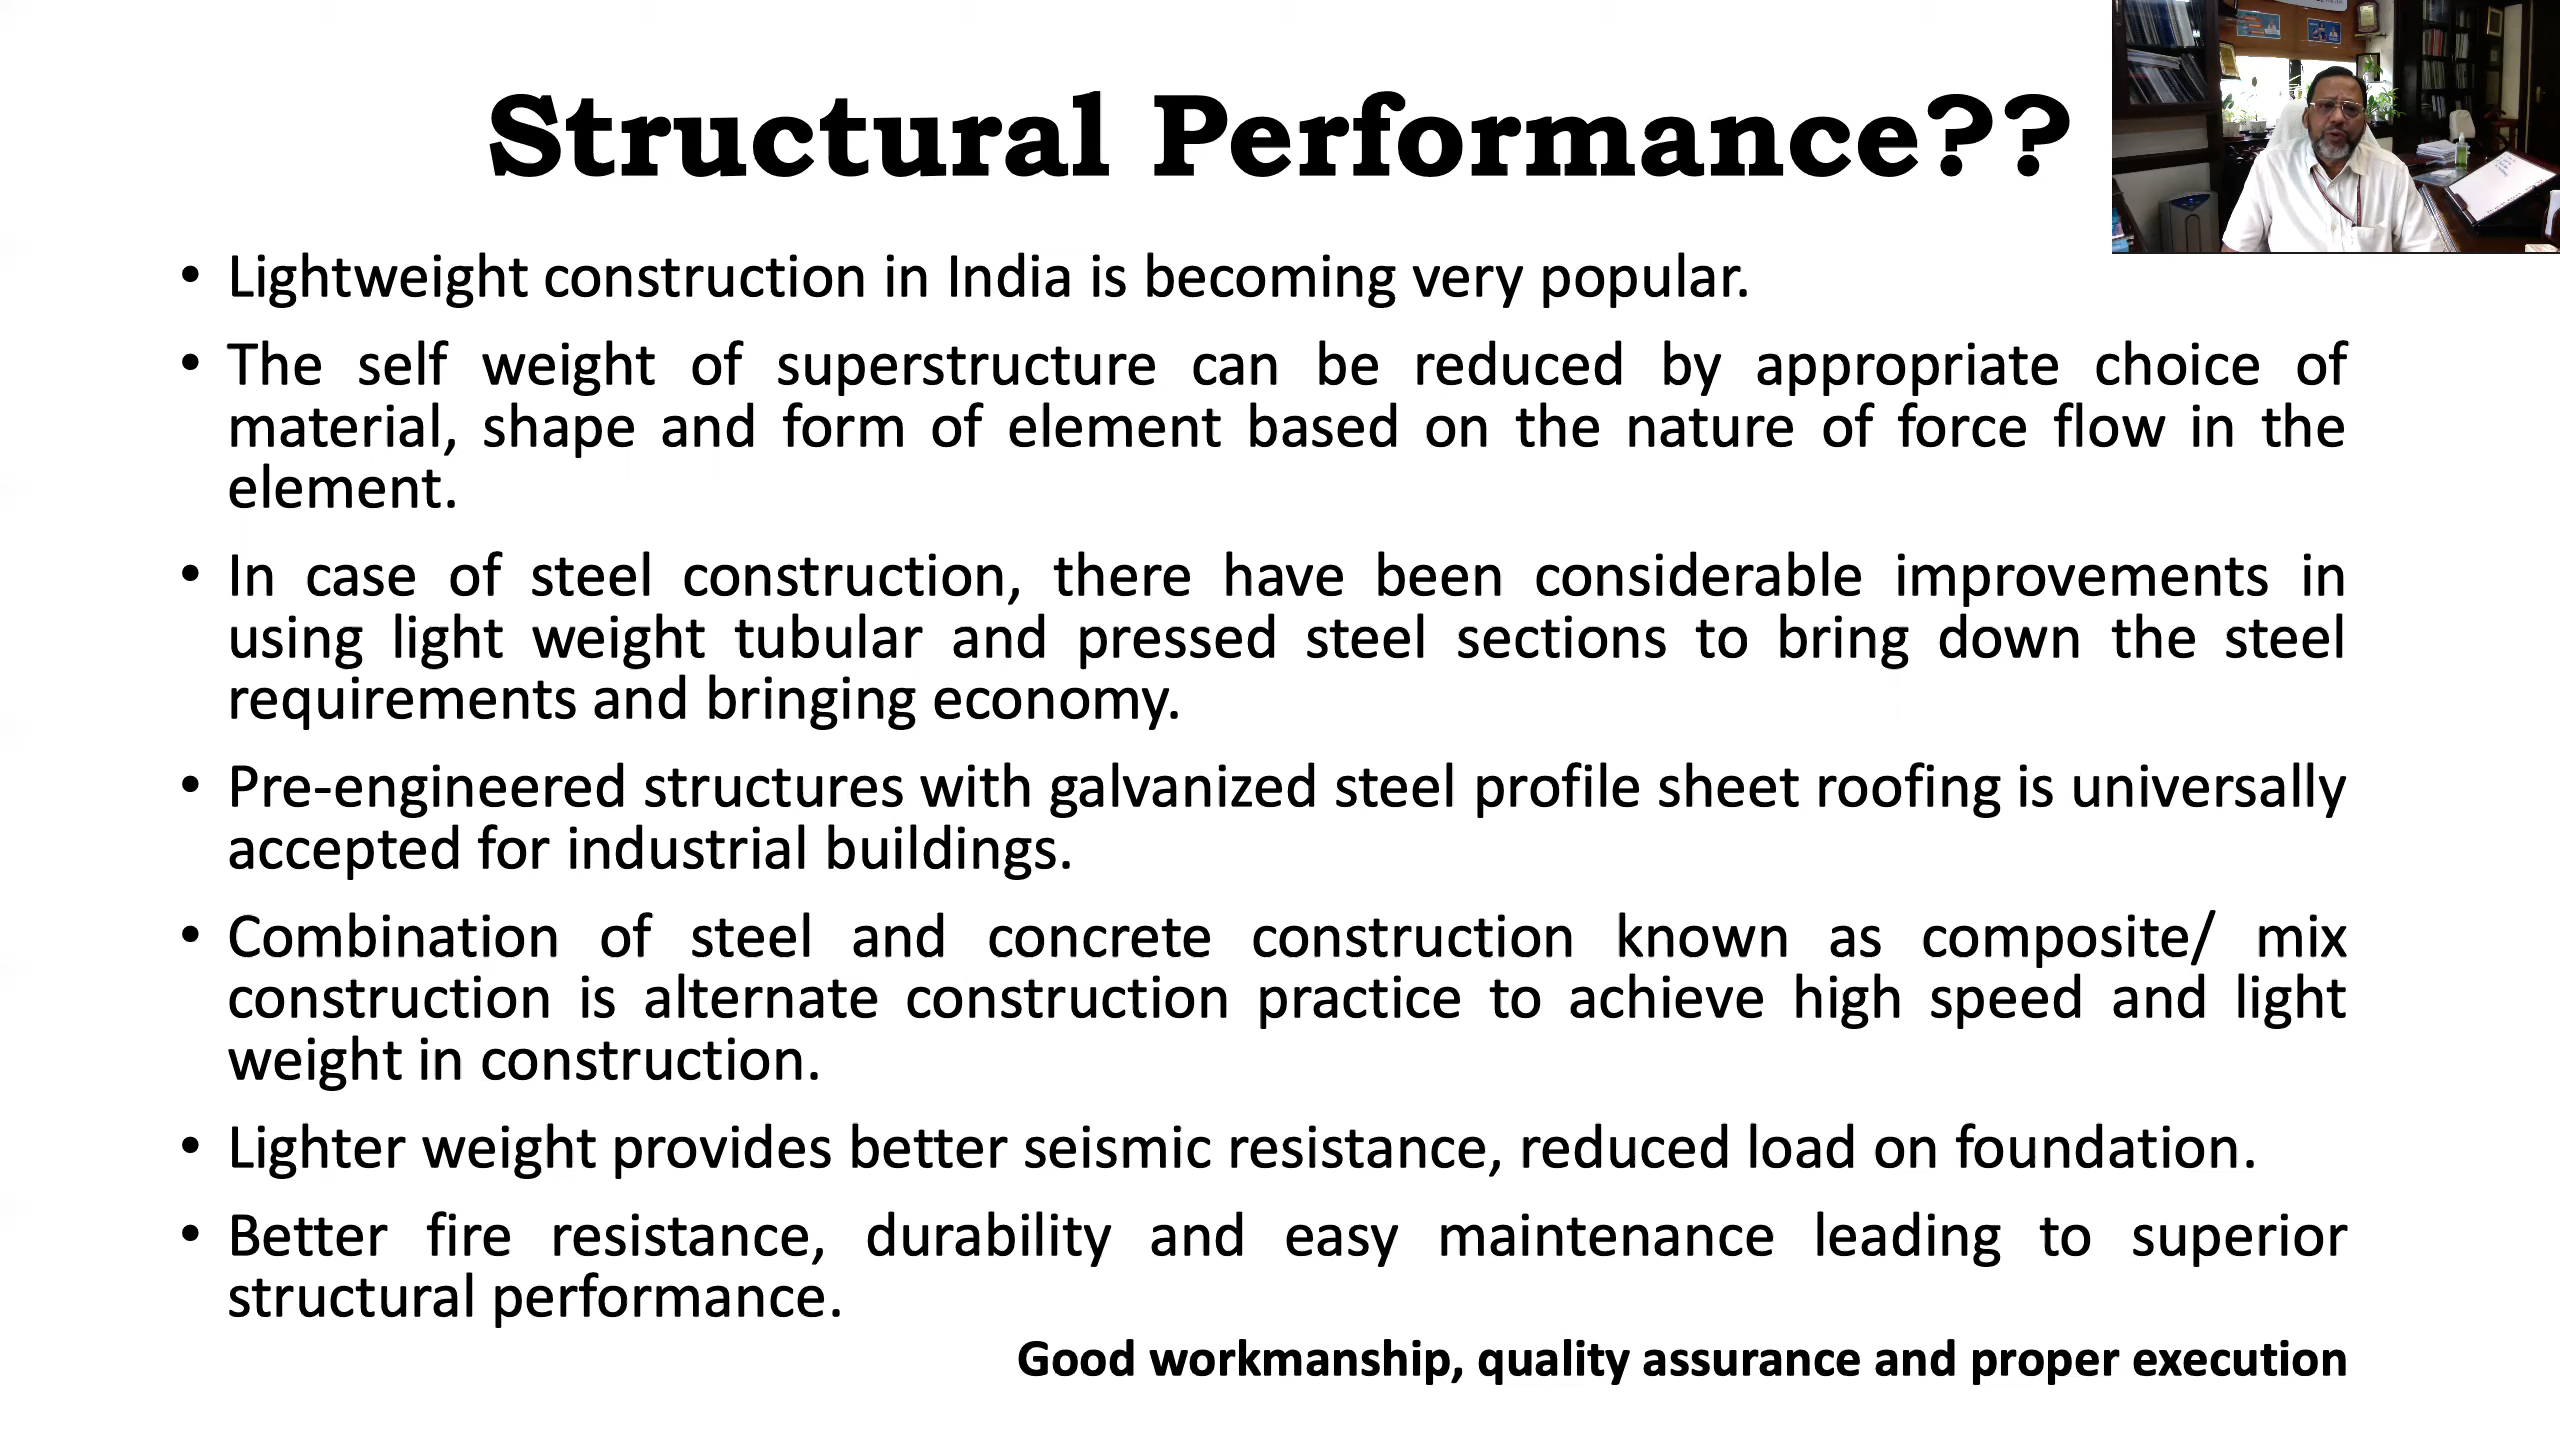 Structural Performance??
• Lightweight construction in India is becoming very popular.
• The self weight of superstructure can be reduced by appropriate choice of
material, shape and form of element based on the nature of force flow in the
element.
• In case of steel construction, there have been considerable improvements in
using light weight tubular and pressed steel sections to bring down the steel
requirements and bringing economy.
• Pre-engineered structures with galvanized steel profile sheet roofing is universally
accepted for industrial buildings.
• Combination of steel and concrete construction known as composite/ mix
construction is alternate construction practice to achieve high speed and light
weight in construction.
• Lighter weight provides better seismic resistance, reduced load on foundation.
• Better fire resistance, durability and easy maintenance leading to superior
structural performance.
Good workmanship, quality assurance and proper execution